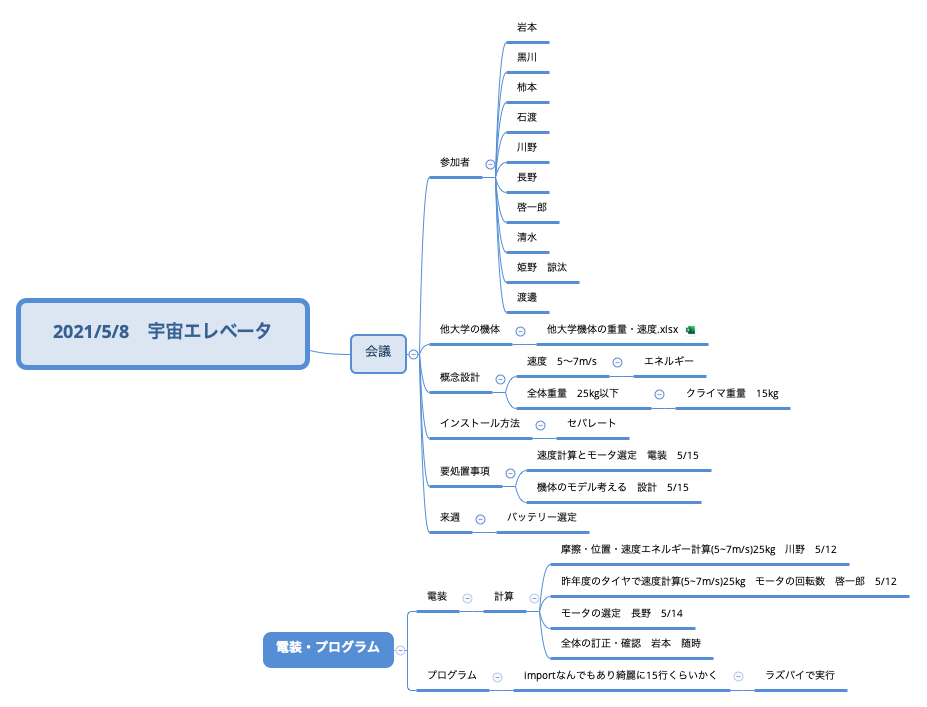 2021/5/8　宇宙エレベータ
会議
参加者
岩本
黒川
柿本
石渡
川野
長野
啓一郎
清水
姫野　諒汰
渡邉
他大学の機体
他大学機体の重量・速度.xlsx
概念設計
速度　5〜7m/s
エネルギー
全体重量　25kg以下
クライマ重量　15kg
インストール方法
セパレート
要処置事項
速度計算とモータ選定　電装　5/15
機体のモデル考える　設計　5/15
来週
バッテリー選定
電装・プログラム
電装
計算
摩擦・位置・速度エネルギー計算(5~7m/s)25kg　川野　5/12
昨年度のタイヤで速度計算(5~7m/s)25kg　モータの回転数　啓一郎　5/12
モータの選定　長野　5/14
全体の訂正・確認　岩本　随時
プログラム
importなんでもあり綺麗に15行くらいかく
ラズパイで実行